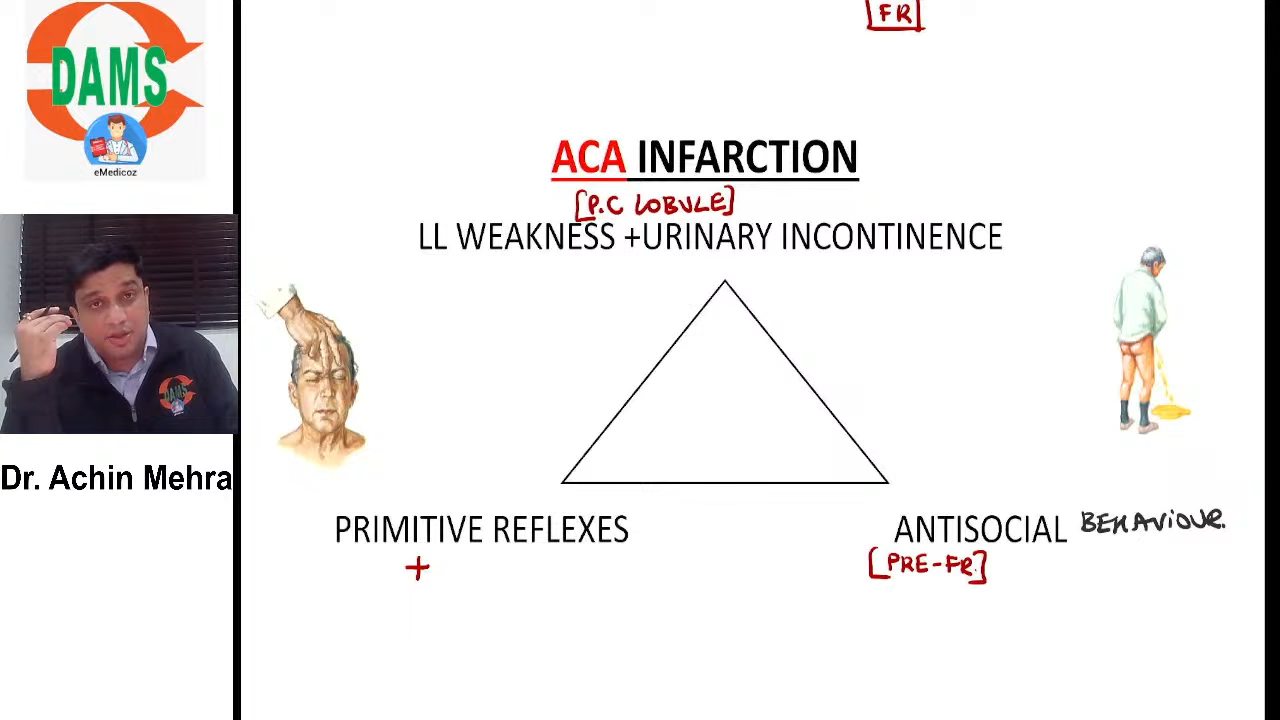 DAMS
eMedicoz
FR
ACA INFARCTION
[P.C LOBULE]
LL WEAKNESS +URINARY INCONTINENCE
DAMS
Dr. Achin Mehra
PRIMITIVE REFLEXES
+
ANTISOCIAL BEHAVIOUR.
[PRE-FR]